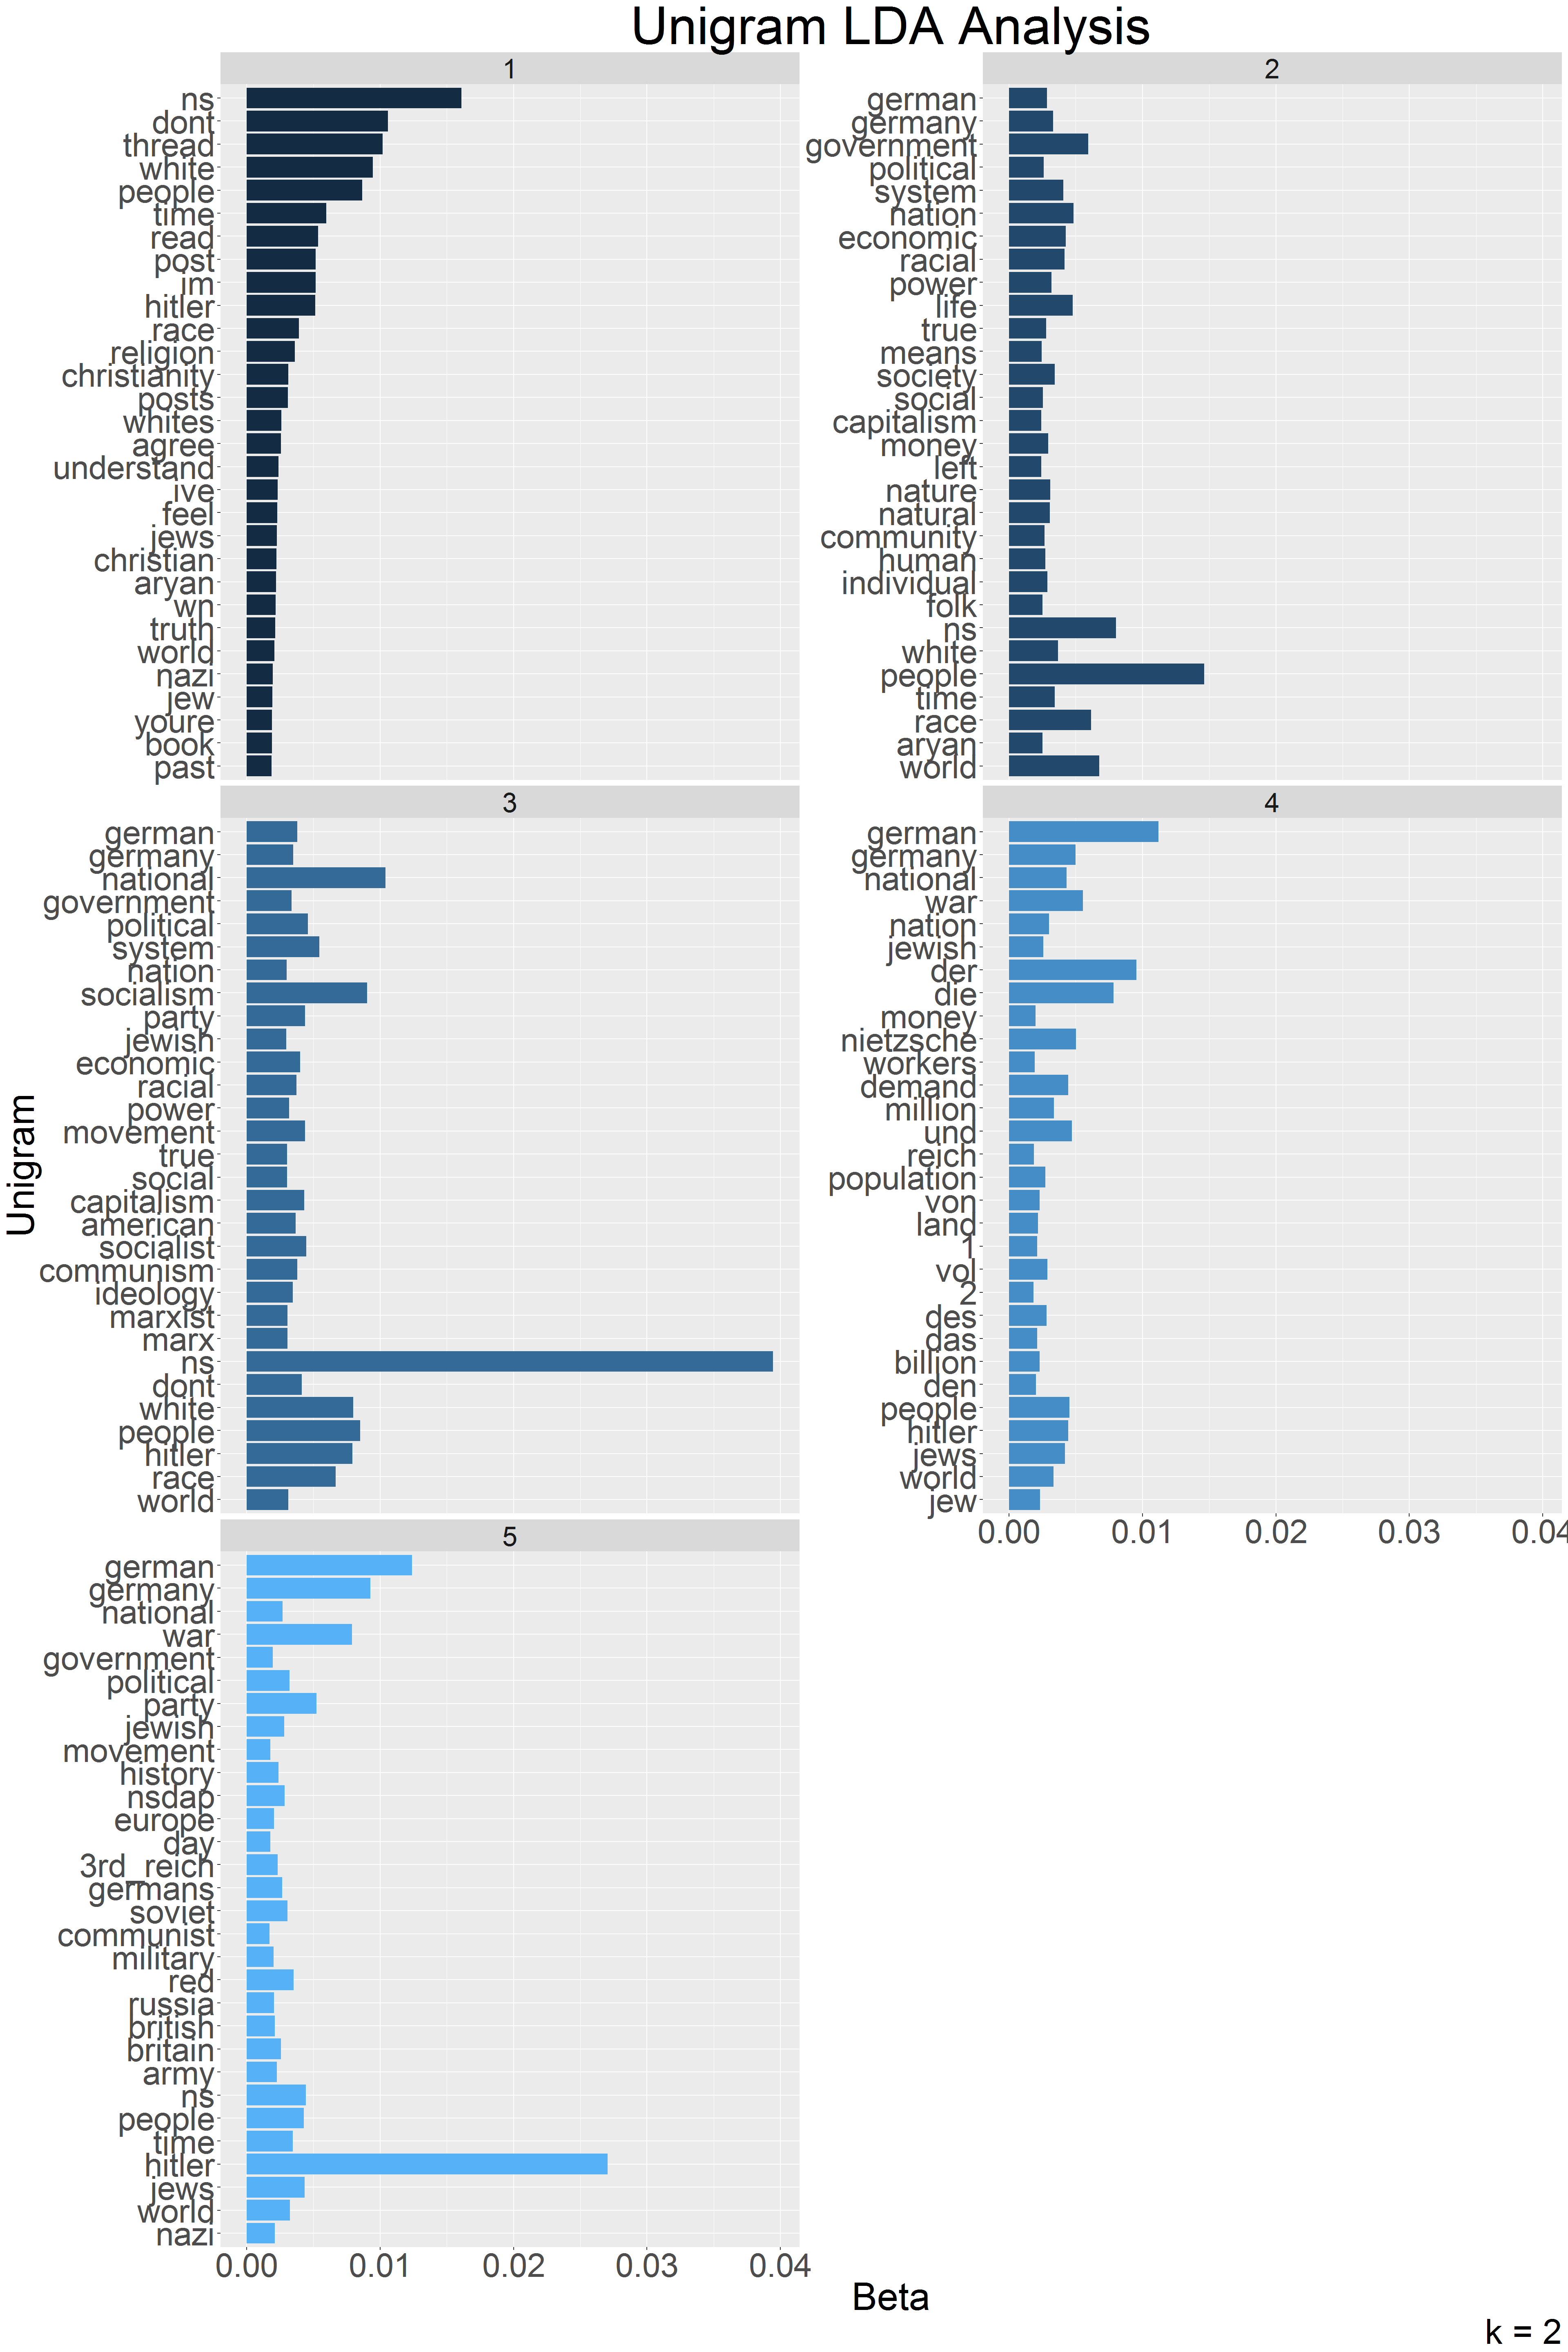 Unigram LDA Analysis
1
ns
dont
thread
white
people
time
read
post
im
hitler
race
religion
christianity
posts
whites
agree
understand
ive
feel
jews
christian
aryan
wn
truth
world
nazi
jew
youre
book
past
2
german
germany
government
political
system
nation
economic
racial
power
life
true
means
society
social
capitalism
money
left
nature
natural
community
human
individual
folk
ns
white
people
time
race
aryan
world
3
german
germany
national
government
political
system
nation
socialism
party
jewish
economic
racial
power
movement
true
social
capitalism
american
socialist
communism
ideology
marxist
marx
ns
dont
white
people
hitler
race
world
4
german
germany
national
war
nation
jewish
der
die
money
nietzsche
workers
demand
million
und
reich
population
von
land
1
vol
2
des
das
billion
den
people
hitler
jews
world
jew
0.00 0.01 0.02 0.03 0.04
5
german
germany
national
war
government
political
party
jewish
movement
history
nsdap
europe
day
3rd_reich
germans
soviet
communist
military
red
russia
british
britain
army
ns
people
time
hitler
jews
world
nazi
0.00 0.01 0.02 0.03 0.04
Unigram
Beta
k = 2